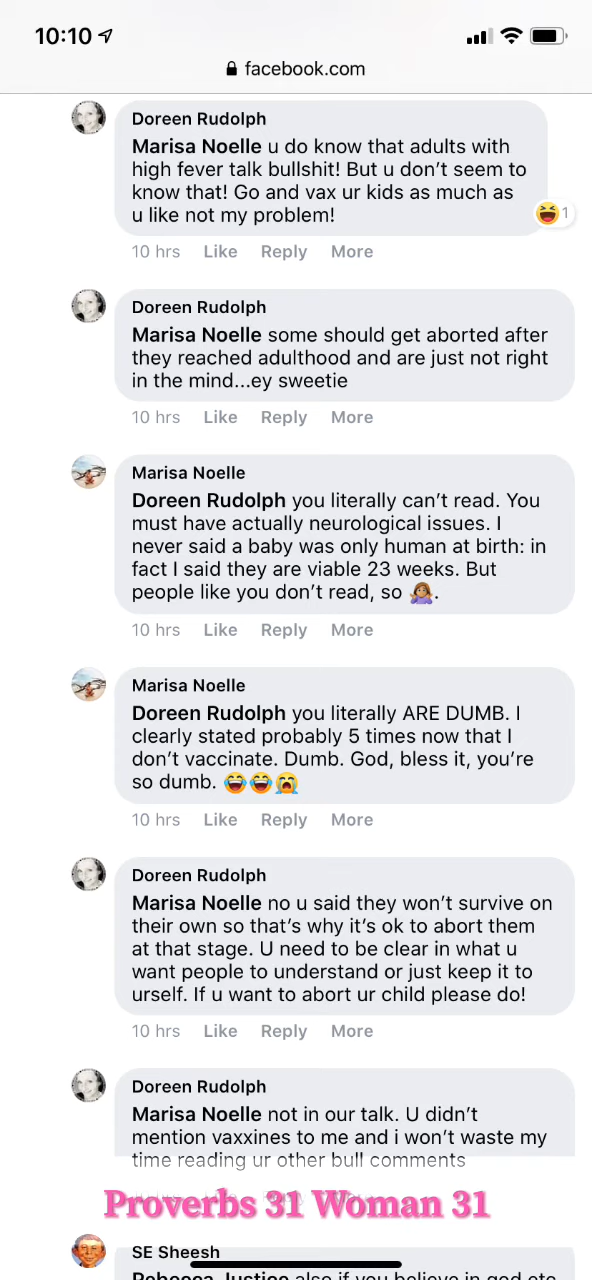 10:10
facebook.com
Doreen Rudolph
Marisa Noelle u do know that adults with
high fever talk bullshit! But u don't seem to
know that! Go and vax ur kids as much as
u like not my problem!
1
10 hrs Like Reply More
Doreen Rudolph
Marisa Noelle some should get aborted after
they reached adulthood and are just not right
in the mind...ey sweetie
10 hrs Like Reply More
Marisa Noelle
Doreen Rudolph you literally can't read. You
must have actually neurological issues. I
never said a baby was only human at birth: in
fact I said they are viable 23 weeks. But
people like you don't read, so 🤷🏽‍♀️.
10 hrs Like Reply More
Marisa Noelle
Doreen Rudolph you literally ARE DUMB. I
clearly stated probably 5 times now that I
don't vaccinate. Dumb. God, bless it, you're
so dumb. 😂😂😭
10 hrs Like Reply More
Doreen Rudolph
Marisa Noelle no u said they won't survive on
their own so that's why it's ok to abort them
at that stage. U need to be clear in what u
want people to understand or just keep it to
urself. If u want to abort ur child please do!
10 hrs Like Reply More
Doreen Rudolph
Marisa Noelle not in our talk. U didn't
mention vaxxines to me and i won't waste my
time reading ur other bull comments
Proverbs 31 Woman 31
SE Sheesh
Rebecca Justice also if you believe in god etc